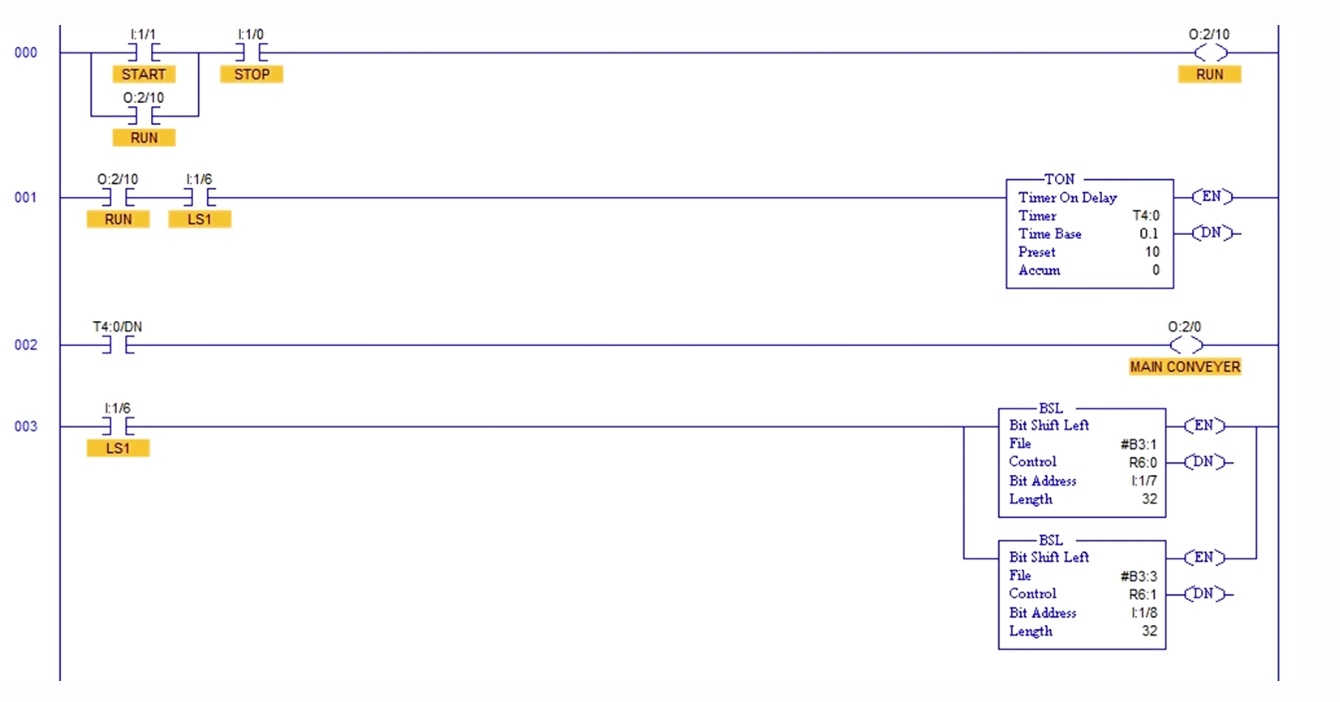 I:1/1 I:1/0 O:2/10
000
START STOP RUN
O:2/10
RUN
O:2/10 I:1/6
001
RUN LS1
TON
Timer On Delay EN
Timer T4:0
Time Base 0.1 DN
Preset 10
Accum 0
T4:0/DN O:2/0
002
MAIN CONVEYER
I:1/6
003
LS1
BSL
Bit Shift Left EN
File #B3:1
Control R6:0 DN
Bit Address I:1/7
Length 32
BSL
Bit Shift Left EN
File #B3:3
Control R6:1 DN
Bit Address I:1/8
Length 32